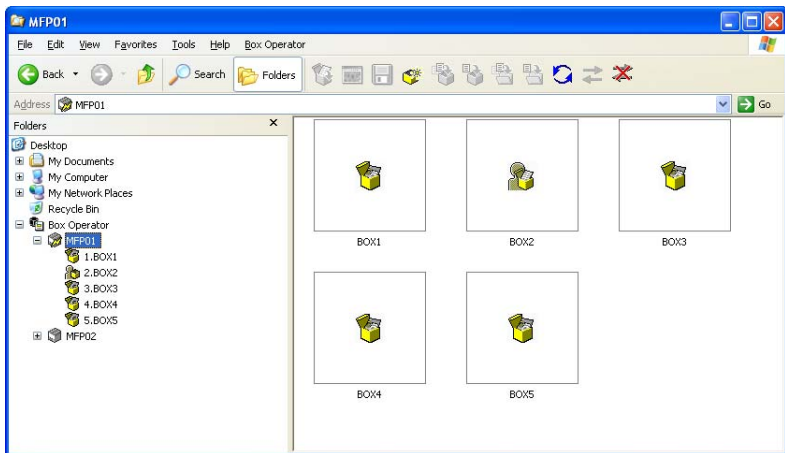 MFP01
File Edit View Favorites Tools Help Box Operator
Back Search Folders
Address MFP01 Go
Folders x
Desktop
My Documents
My Computer
My Network Places
Recycle Bin
Box Operator
MFP01
1.BOX1
2.BOX2
3.BOX3
4.BOX4
5.BOX5
MFP02
BOX1 BOX2 BOX3
BOX4 BOX5